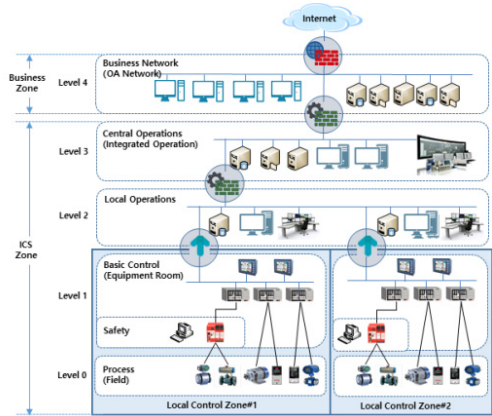 Internet
Business Network
(OA Network)
Business
Zone
Level 4
Central Operations
(Integrated Operation)
Level 3
Local Operations
Level 2
ICS
Zone
Basic Control
(Equipment Room)
Level 1
Safety
Level 0
Process
(Field)
Local Control Zone#1
Local Control Zone#2